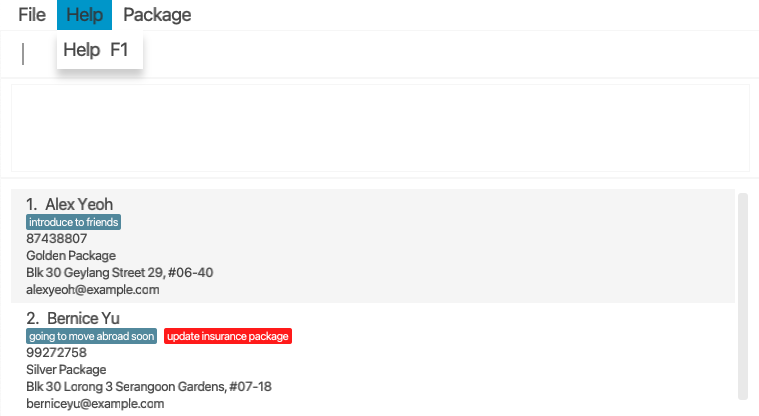 File Help Package
Help F1
1. Alex Yeoh
introduce to friends
87438807
Golden Package
Blk 30 Geylang Street 29, #06-40
alexyeoh@example.com
2. Bernice Yu
going to move abroad soon update insurance package
99272758
Silver Package
Blk 30 Lorong 3 Serangoon Gardens, #07-18
berniceyu@example.com